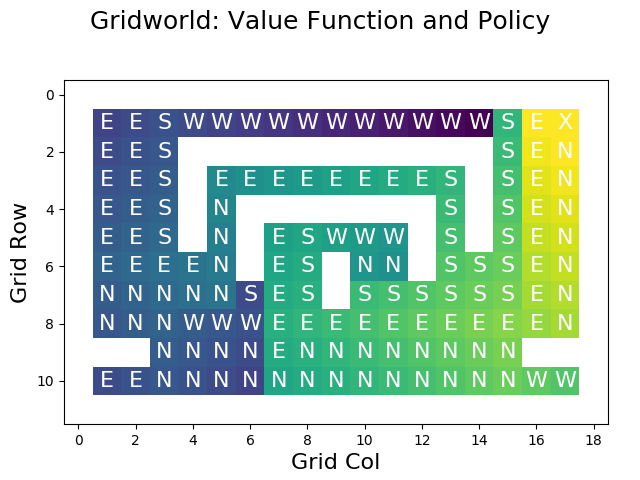 Gridworld: Value Function and Policy
0
E E S W W W W W W W W W W W S E X
2 E E S S E N
E E S E E E E E E E E S S E N
4 E E S N S S E N
E E S N E S W W W S S E N
6 E E E E N E S N N S S S E N
N N N N N S E S S S S S S S E N
8 N N N W W W E E E E E E E E E E N
N N N N E N N N N N N N N
10 E E N N N N N N N N N N N N N W W
0 2 4 6 8 10 12 14 16 18
Grid Row
Grid Col